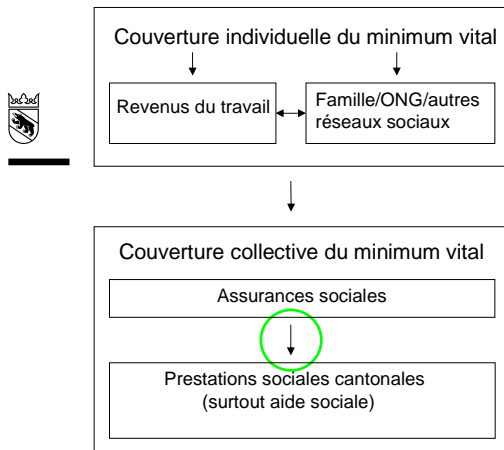 Couverture individuelle du minimum vital
Revenus du travail
Famille/ONG/autres
réseaux sociaux
Couverture collective du minimum vital
Assurances sociales
Prestations sociales cantonales
(surtout aide sociale)